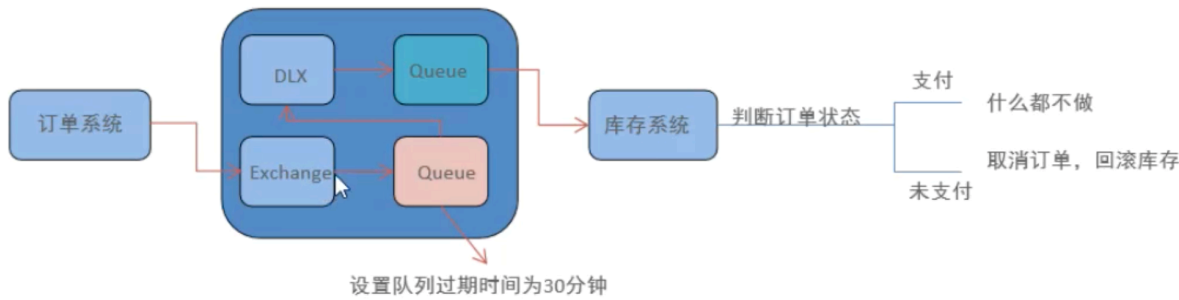 订单系统
DLX
Queue
Exchange
Queue
设置队列过期时间为30分钟
库存系统
判断订单状态
支付
什么都不做
未支付
取消订单，回滚库存